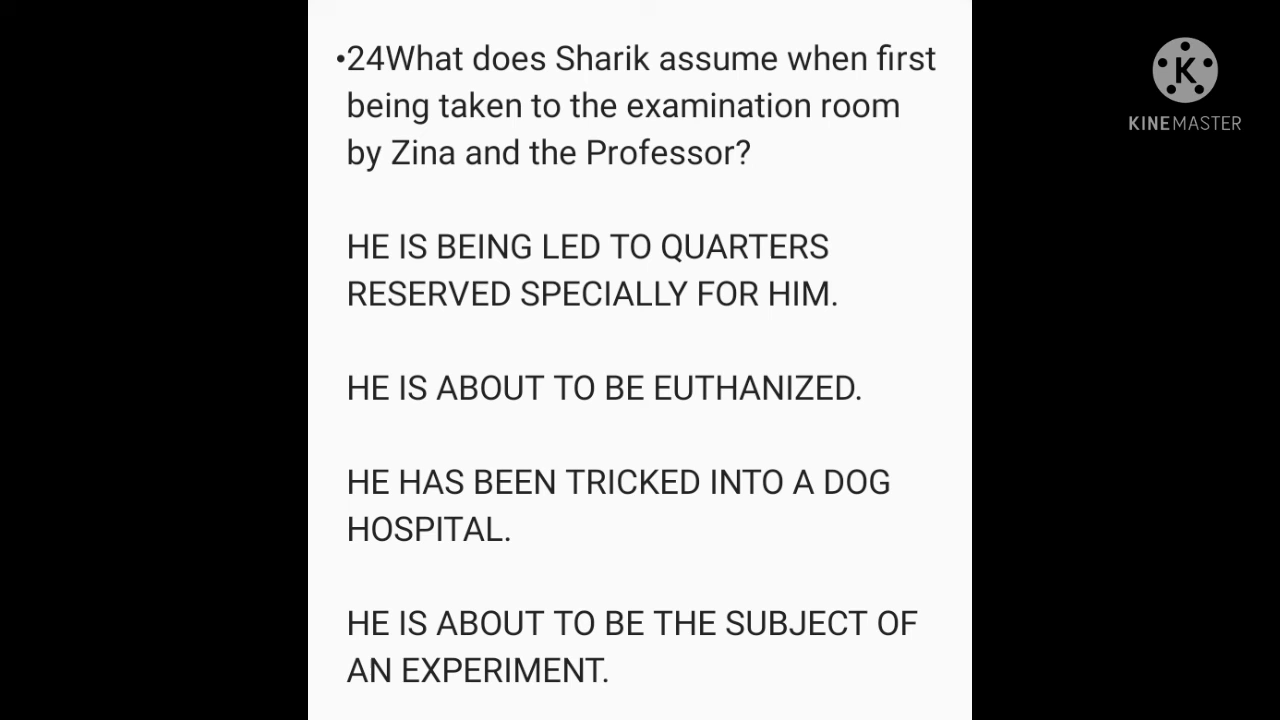 •24What does Sharik assume when first
being taken to the examination room
by Zina and the Professor?
HE IS BEING LED TO QUARTERS
RESERVED SPECIALLY FOR HIM.
HE IS ABOUT TO BE EUTHANIZED.
HE HAS BEEN TRICKED INTO A DOG
HOSPITAL.
HE IS ABOUT TO BE THE SUBJECT OF
AN EXPERIMENT.
K
KINEMASTER